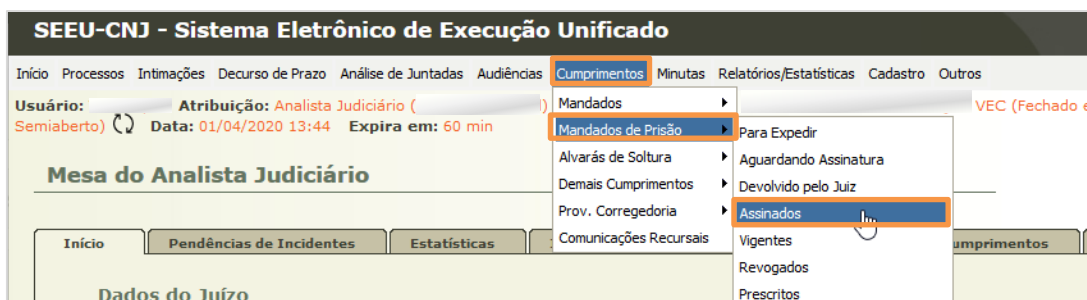 SEEU-CNJ - Sistema Eletrônico de Execução Unificado
Início Processos Intimações Decurso de Prazo Análise de Juntadas Audiências Cumprimentos Minutas Relatórios/Estatísticas Cadastro Outros
Usuário: Atribuição: Analista Judiciário ( ) VEC (Fechado e
Semiaberto) Data: 01/04/2020 13:44 Expira em: 60 min
Mandados
Mandados de Prisão
Alvarás de Soltura
Demais Cumprimentos
Prov. Corregedoria
Comunicações Recursais
Para Expedir
Aguardando Assinatura
Devolvido pelo Juiz
Assinados
Vigentes
Revogados
Prescritos
Mesa do Analista Judiciário
Início Pendências de Incidentes Estatísticas umprimentos
Dados do Juízo